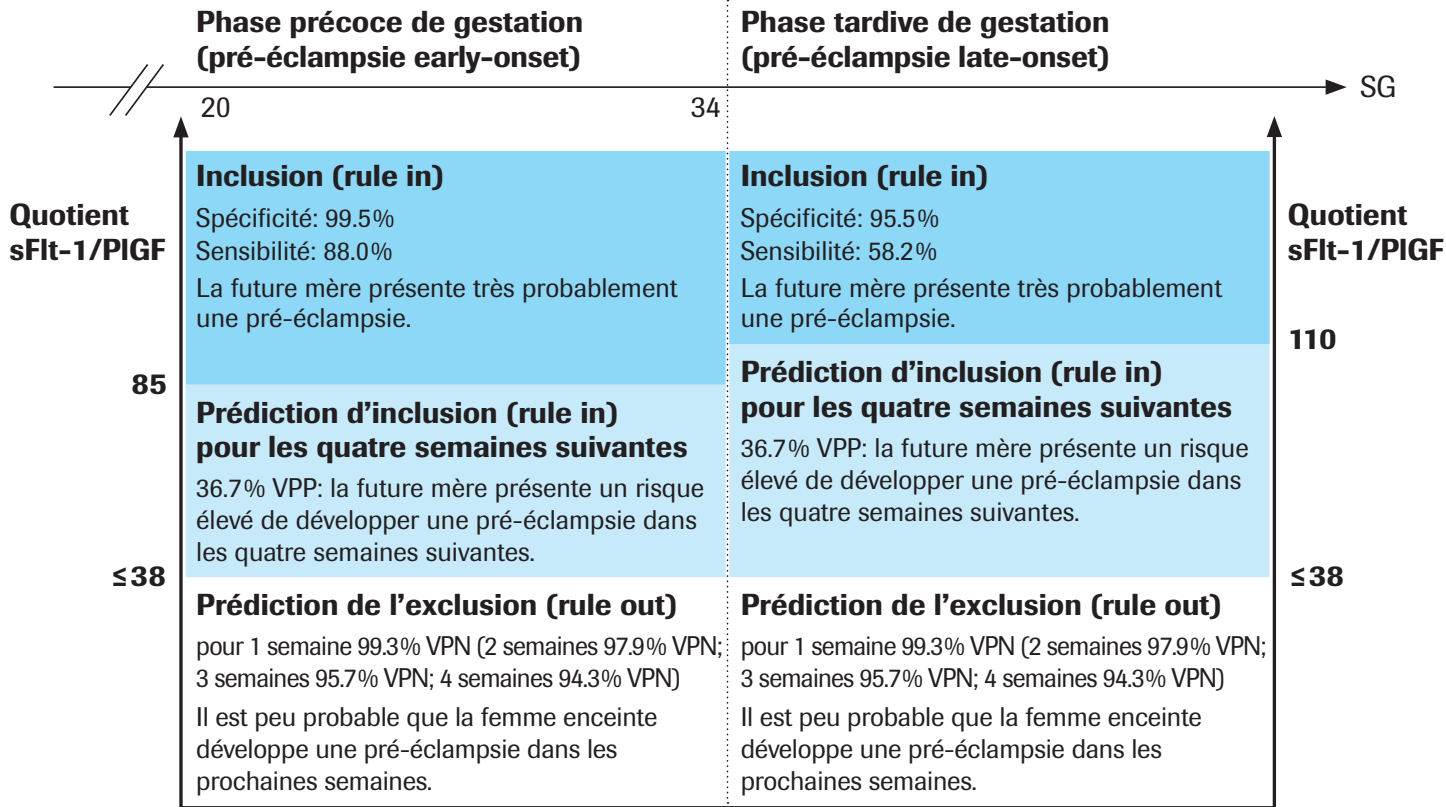 Phase précoce de gestation
(pré-éclampsie early-onset)
Phase tardive de gestation
(pré-éclampsie late-onset)
SG
20
34
Quotient
sFlt-1/PlGF
85
≤38
Inclusion (rule in)
Spécificité: 99.5%
Sensibilité: 88.0%
La future mère présente très probablement
une pré-éclampsie.
Prédiction d’inclusion (rule in)
pour les quatre semaines suivantes
36.7% VPP: la future mère présente un risque
élevé de développer une pré-éclampsie dans
les quatre semaines suivantes.
Prédiction de l’exclusion (rule out)
pour 1 semaine 99.3% VPN (2 semaines 97.9% VPN;
3 semaines 95.7% VPN; 4 semaines 94.3% VPN)
Il est peu probable que la femme enceinte
développe une pré-éclampsie dans les
prochaines semaines.
Inclusion (rule in)
Spécificité: 95.5%
Sensibilité: 58.2%
La future mère présente très probablement
une pré-éclampsie.
Prédiction d’inclusion (rule in)
pour les quatre semaines suivantes
36.7% VPP: la future mère présente un risque
élevé de développer une pré-éclampsie dans
les quatre semaines suivantes.
Prédiction de l’exclusion (rule out)
pour 1 semaine 99.3% VPN (2 semaines 97.9% VPN;
3 semaines 95.7% VPN; 4 semaines 94.3% VPN)
Il est peu probable que la femme enceinte
développe une pré-éclampsie dans les
prochaines semaines.
Quotient
sFlt-1/PlGF
110
≤38